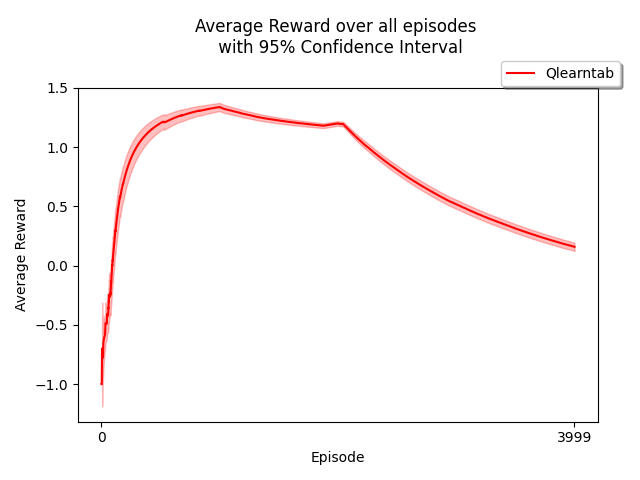 Average Reward over all episodes
with 95% Confidence Interval
Qlearntab
1.5
1.0
0.5
0.0
−0.5
−1.0
Average Reward
0 3999
Episode